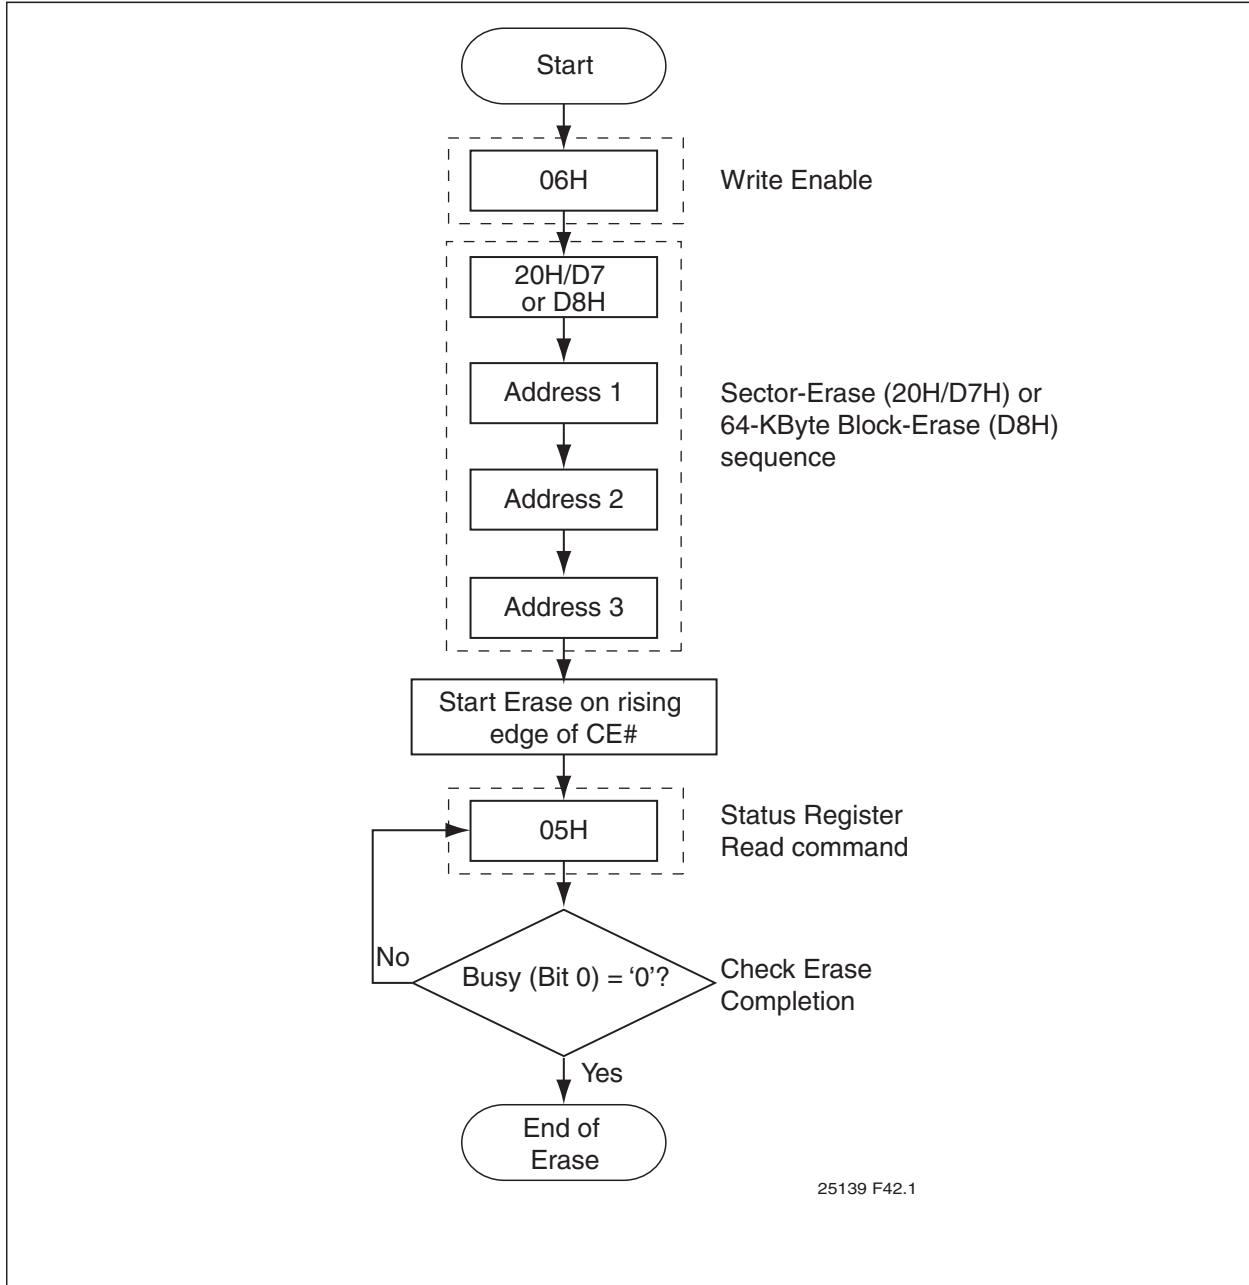 Start
06H
Write Enable
20H/D7
or D8H
Address 1
Sector-Erase (20H/D7H) or
64-KByte Block-Erase (D8H)
sequence
Address 2
Address 3
Start Erase on rising
edge of CE#
05H
Status Register
Read command
No
Busy (Bit 0) = ‘0’?
Check Erase
Completion
Yes
End of
Erase
25139 F42.1